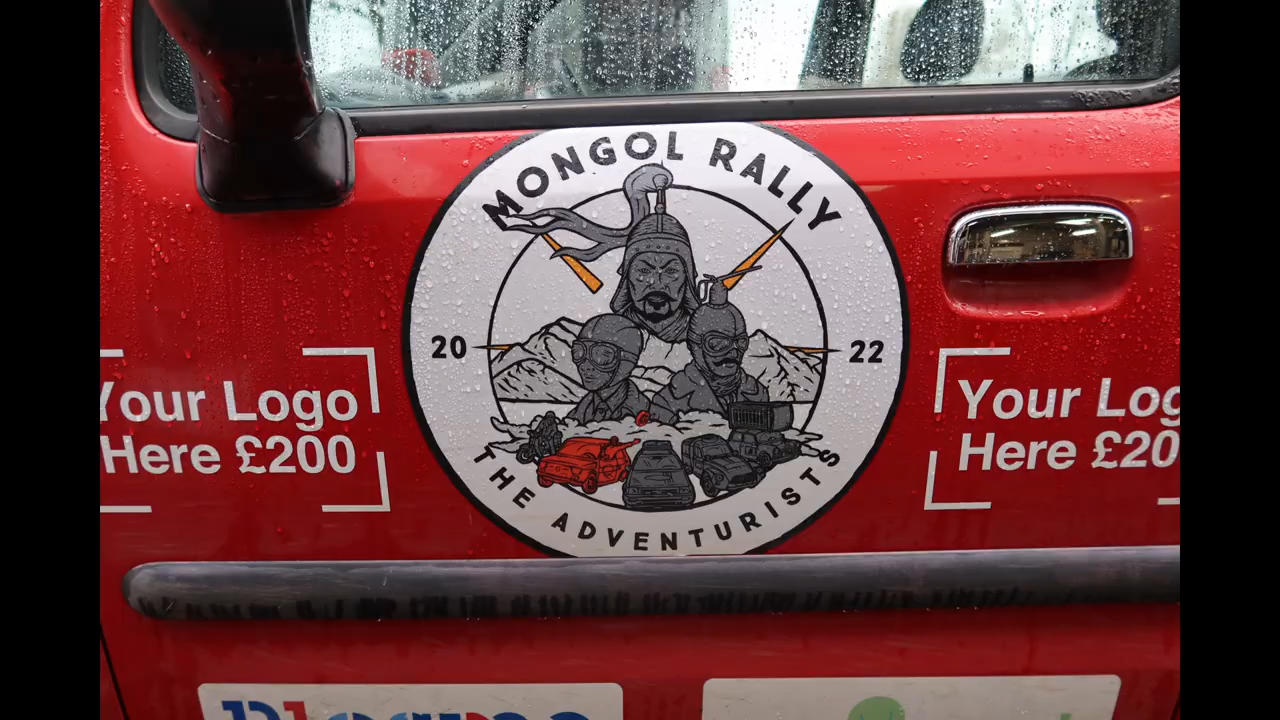 MONGOL RALLY
20 22
THE ADVENTURISTS
Your Logo
Here £200
Your Log
Here £20